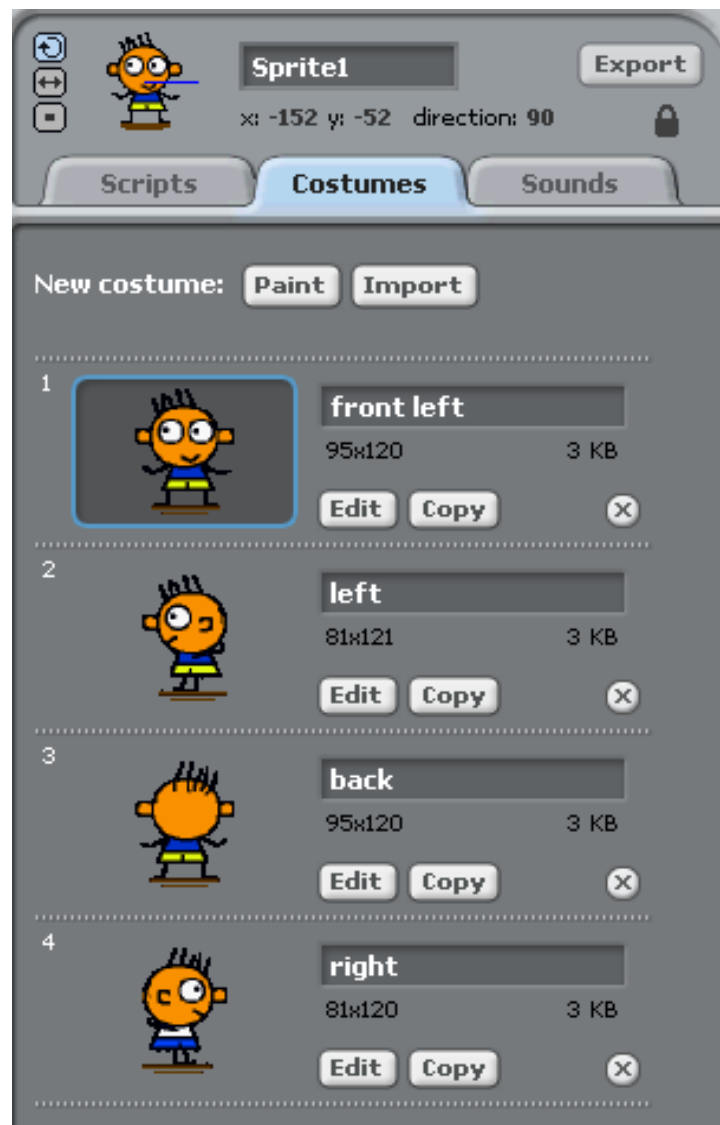 Sprite1
Export
x: -152 y: -52 direction: 90
Scripts Costumes Sounds
New costume: Paint Import
1
front left
95x120 3 KB
Edit Copy
2
left
81x121 3 KB
Edit Copy
3
back
95x120 3 KB
Edit Copy
4
right
81x120 3 KB
Edit Copy